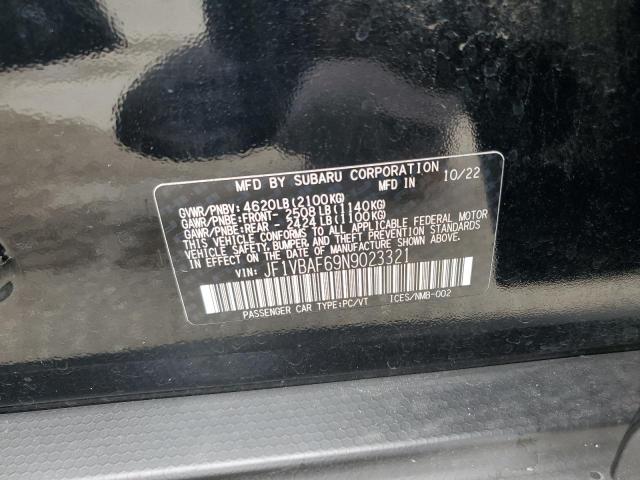 MFD BY SUBARU CORPORATION 10/22
MFD IN
GVWR/PNBV: 4620LB(2100KG)
GAWR/PNBE:FRONT- 2508LB(1140KG)
GAWR/PNBE:REAR - 2424LB(1100KG)
THIS VEHICLE CONFORMS TO ALL APPLICABLE FEDERAL MOTOR
VEHICLE SAFETY,BUMPER, AND THEFT PREVENTION STANDARDS
IN EFFECT ON THE DATE OF MANUFACTURE SHOWN ABOVE.
VIN: JF1VBAF69N9023321
PASSENGER CAR TYPE:PC/VT ICES/NMB-002